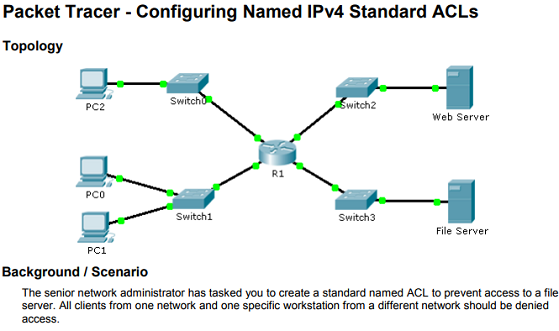 Packet Tracer - Configuring Named IPv4 Standard ACLs
Topology
PC2
Switch0
Switch2
Web Server
R1
PC0
Switch1
PC1
Switch3
File Server
Background / Scenario
The senior network administrator has tasked you to create a standard named ACL to prevent access to a file
server. All clients from one network and one specific workstation from a different network should be denied
access.